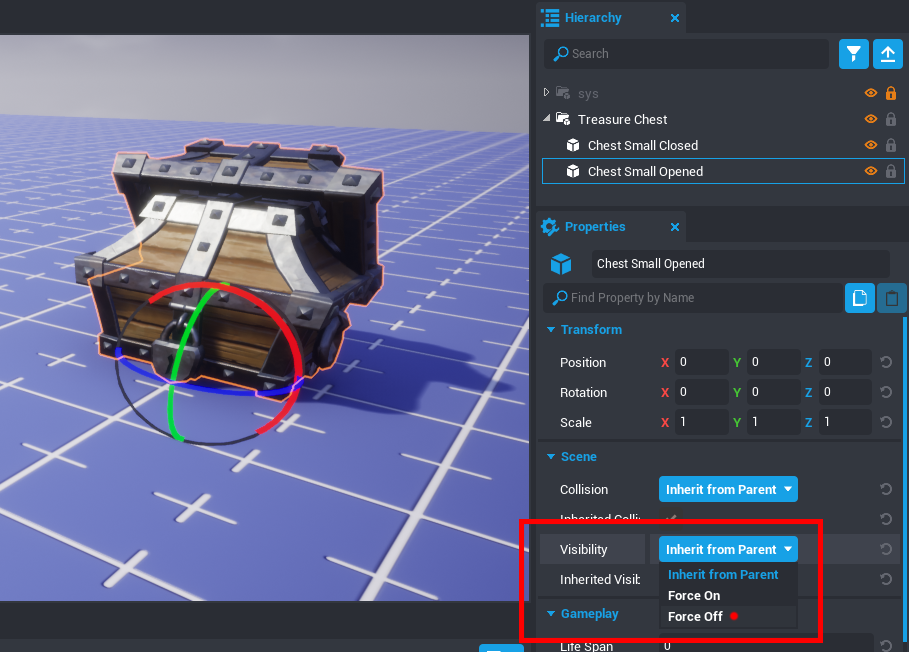 Hierarchy
Search
sys
Treasure Chest
Chest Small Closed
Chest Small Opened
Properties
Chest Small Opened
Find Property by Name
Transform
Position X 0 Y 0 Z 0
Rotation X 0 Y 0 Z 0
Scale X 1 Y 1 Z 1
Scene
Collision Inherit from Parent
Inherited Colli
Visibility Inherit from Parent
Inherit from Parent
Inherited Visib
Force On
Gameplay
Force Off
Life Span 0